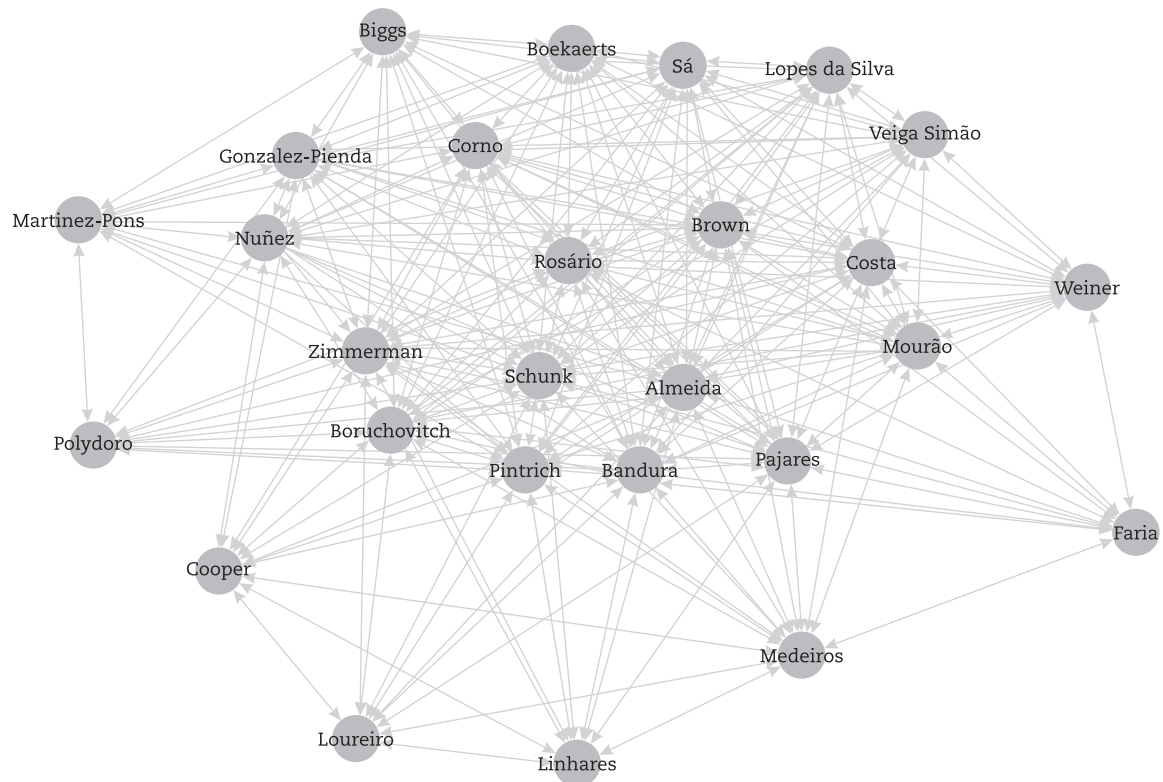 Biggs
Boekaerts
Sá
Lopes da Silva
Veiga Simão
Corno
Gonzalez-Pienda
Martinez-Pons
Nuñez
Brown
Rosário
Costa
Weiner
Zimmerman
Mourão
Schunk
Almeida
Boruchovitch
Polydoro
Pintrich
Bandura
Pajares
Faria
Cooper
Medeiros
Loureiro
Linhares